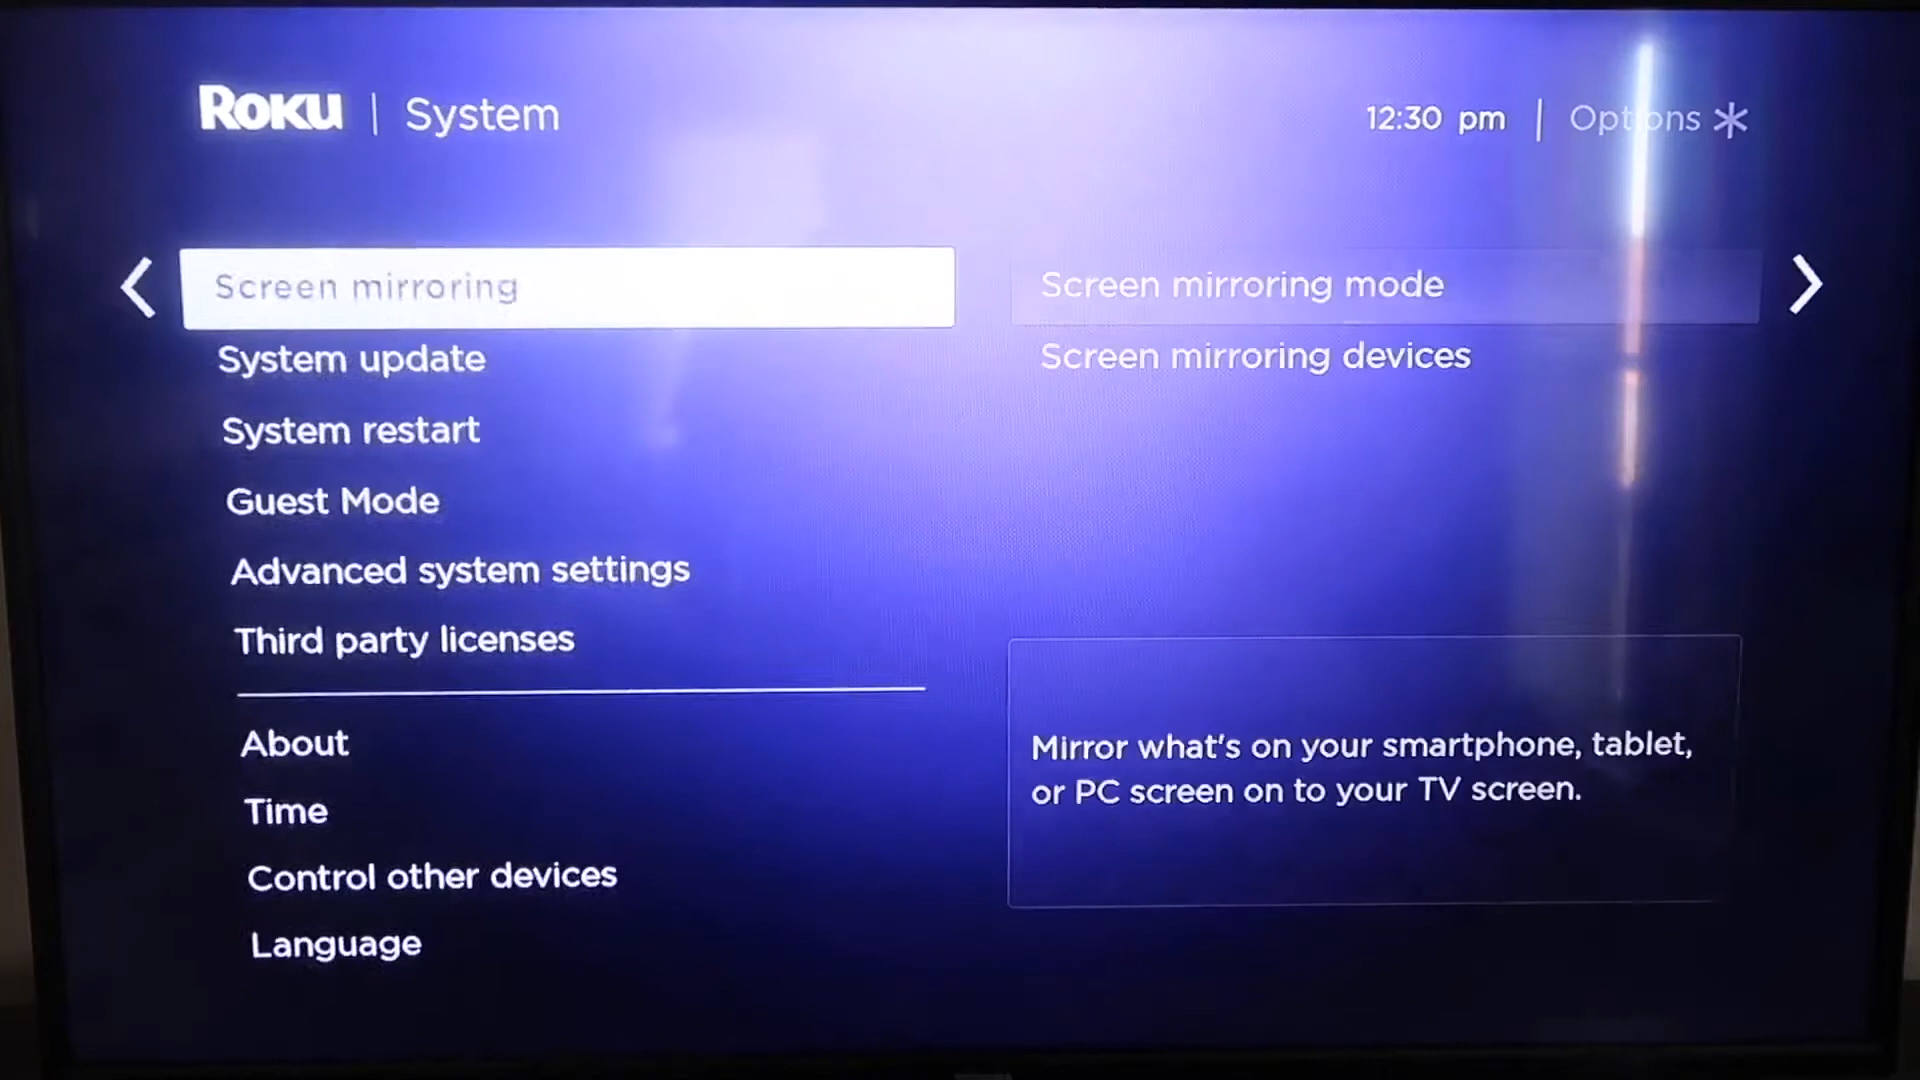 Roku | System
12:30 pm | Options
Screen mirroring
System update
System restart
Guest Mode
Advanced system settings
Third party licenses
About
Time
Control other devices
Language
Screen mirroring mode
Screen mirroring devices
Mirror what's on your smartphone, tablet,
or PC screen on to your TV screen.